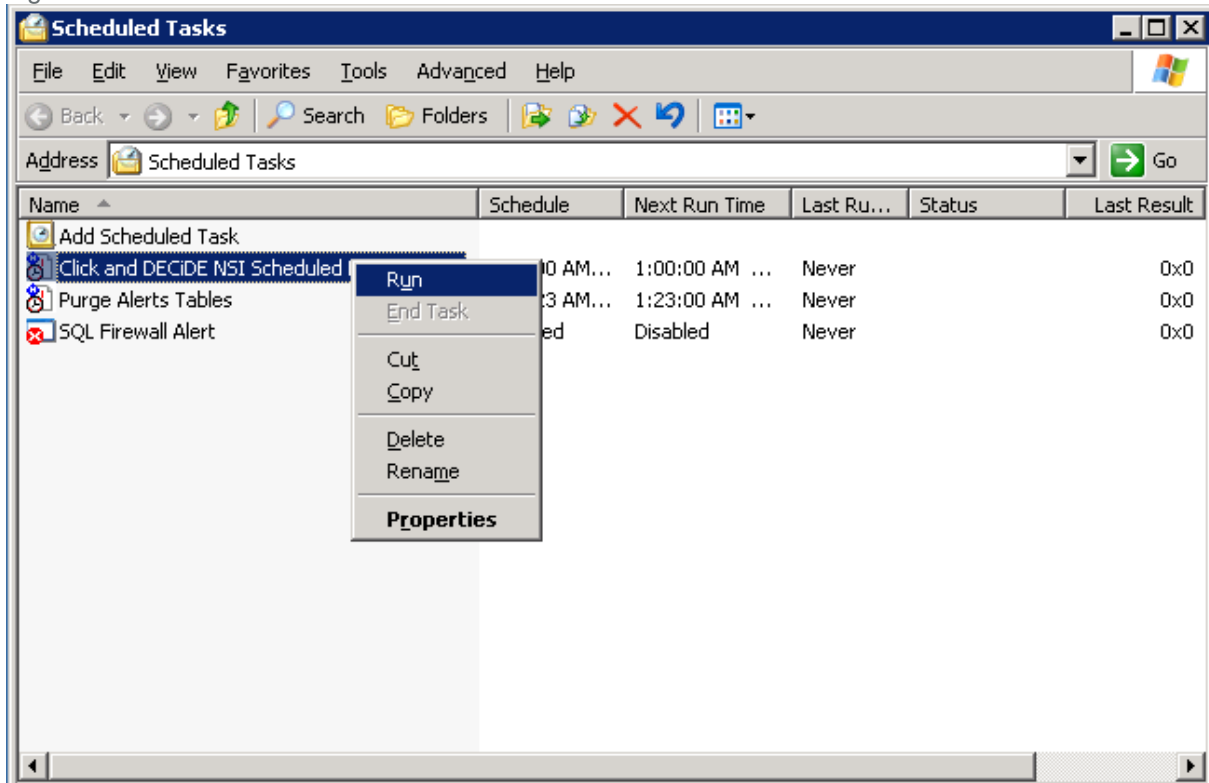 Scheduled Tasks
File Edit View Favorites Tools Advanced Help
Back Search Folders
Address Scheduled Tasks Go
Name Schedule Next Run Time Last Ru... Status Last Result
Add Scheduled Task
Click and DECiDE NSI Scheduled 0 AM... 1:00:00 AM ... Never 0x0
Purge Alerts Tables :3 AM... 1:23:00 AM ... Never 0x0
SQL Firewall Alert ed Disabled Never 0x0
Run
End Task
Cut
Copy
Delete
Rename
Properties